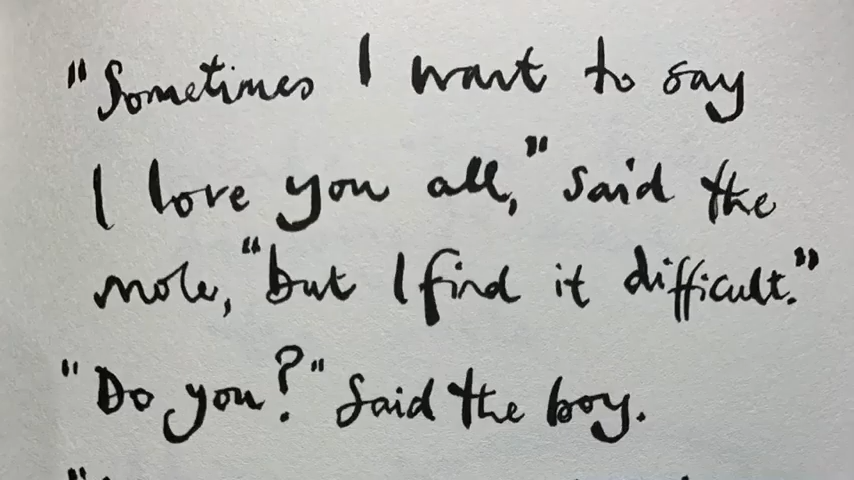 "Sometimes I want to say
I love you all," said the
mole, "but I find it difficult."
"Do you?" said the boy.